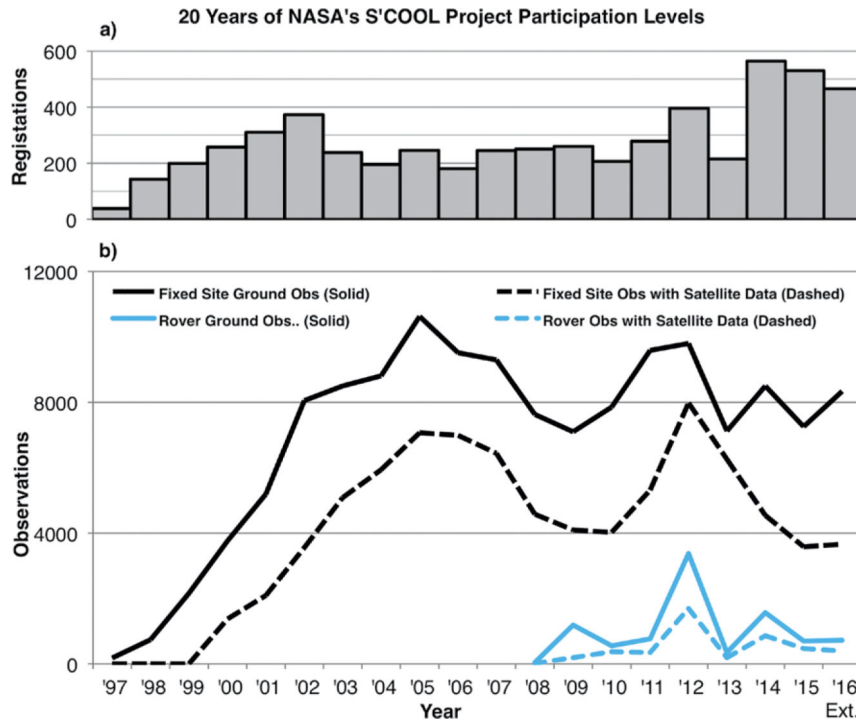 20 Years of NASA's S'COOL Project Participation Levels
a)
600
400
200
0
Registations
b)
12000
8000
4000
0
Observations
Fixed Site Ground Obs (Solid)
Fixed Site Obs with Satellite Data (Dashed)
Rover Ground Obs.. (Solid)
Rover Obs with Satellite Data (Dashed)
'97 '98 '99 '00 '01 '02 '03 '04 '05 '06 '07 '08 '09 '10 '11 '12 '13 '14 '15 '16
Year
Ext.